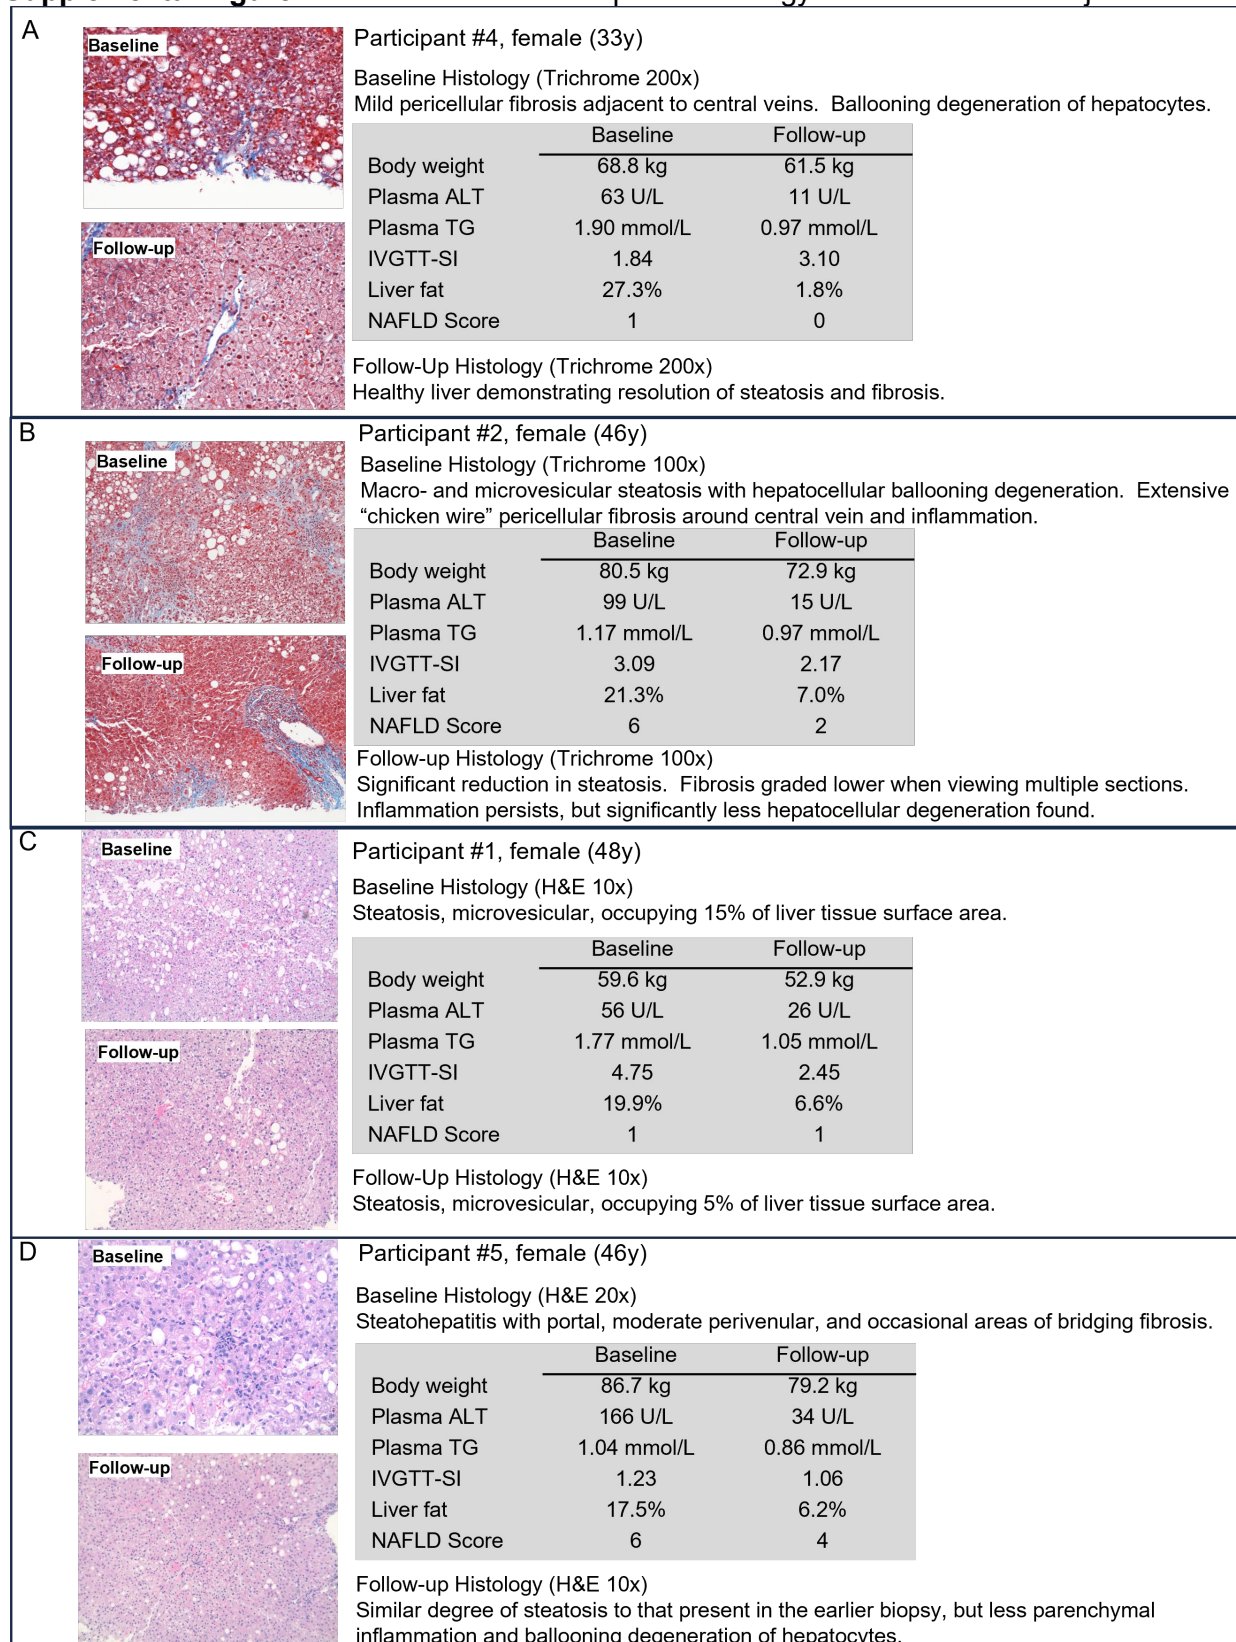 A
Baseline
Participant #4, female (33y)
Baseline Histology (Trichrome 200x)
Mild pericellular fibrosis adjacent to central veins.  Ballooning degeneration of hepatocytes.
Baseline Follow-up
Body weight 68.8 kg 61.5 kg
Plasma ALT 63 U/L 11 U/L
Plasma TG 1.90 mmol/L 0.97 mmol/L
IVGTT-SI 1.84 3.10
Liver fat 27.3% 1.8%
NAFLD Score 1 0
Follow-up
Follow-Up Histology (Trichrome 200x)
Healthy liver demonstrating resolution of steatosis and fibrosis.
B
Baseline
Participant #2, female (46y)
Baseline Histology (Trichrome 100x)
Macro- and microvesicular steatosis with hepatocellular ballooning degeneration.  Extensive
“chicken wire” pericellular fibrosis around central vein and inflammation.
Baseline Follow-up
Body weight 80.5 kg 72.9 kg
Plasma ALT 99 U/L 15 U/L
Plasma TG 1.17 mmol/L 0.97 mmol/L
IVGTT-SI 3.09 2.17
Liver fat 21.3% 7.0%
NAFLD Score 6 2
Follow-up
Follow-up Histology (Trichrome 100x)
Significant reduction in steatosis.  Fibrosis graded lower when viewing multiple sections.
Inflammation persists, but significantly less hepatocellular degeneration found.
C
Baseline
Participant #1, female (48y)
Baseline Histology (H&E 10x)
Steatosis, microvesicular, occupying 15% of liver tissue surface area.
Baseline Follow-up
Body weight 59.6 kg 52.9 kg
Plasma ALT 56 U/L 26 U/L
Plasma TG 1.77 mmol/L 1.05 mmol/L
IVGTT-SI 4.75 2.45
Liver fat 19.9% 6.6%
NAFLD Score 1 1
Follow-up
Follow-Up Histology (H&E 10x)
Steatosis, microvesicular, occupying 5% of liver tissue surface area.
D
Baseline
Participant #5, female (46y)
Baseline Histology (H&E 20x)
Steatohepatitis with portal, moderate perivenular, and occasional areas of bridging fibrosis.
Baseline Follow-up
Body weight 86.7 kg 79.2 kg
Plasma ALT 166 U/L 34 U/L
Plasma TG 1.04 mmol/L 0.86 mmol/L
IVGTT-SI 1.23 1.06
Liver fat 17.5% 6.2%
NAFLD Score 6 4
Follow-up
Follow-up Histology (H&E 10x)
Similar degree of steatosis to that present in the earlier biopsy, but less parenchymal
inflammation and ballooning degeneration of hepatocytes.